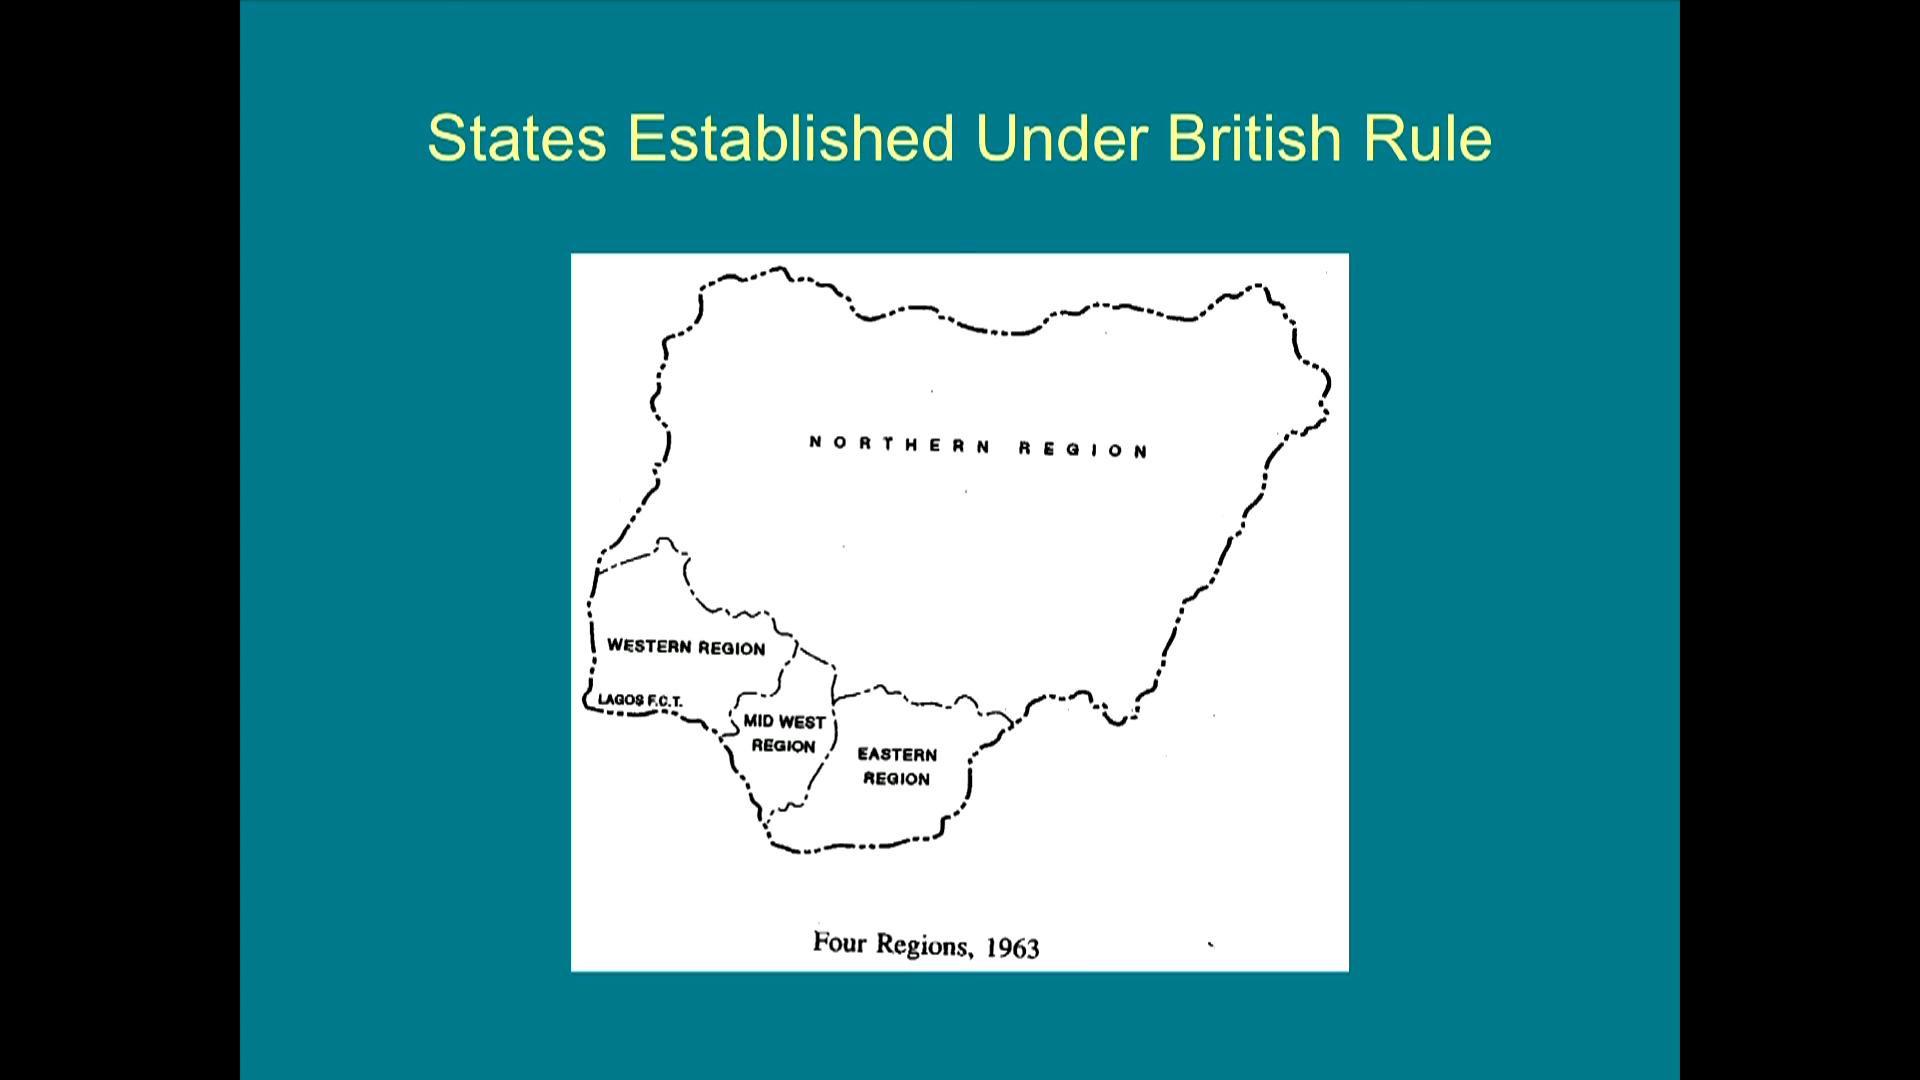 States Established Under British Rule
NORTHERN REGION
WESTERN REGION
LAGOS F.C.T.
MID WEST
REGION
EASTERN
REGION
Four Regions, 1963